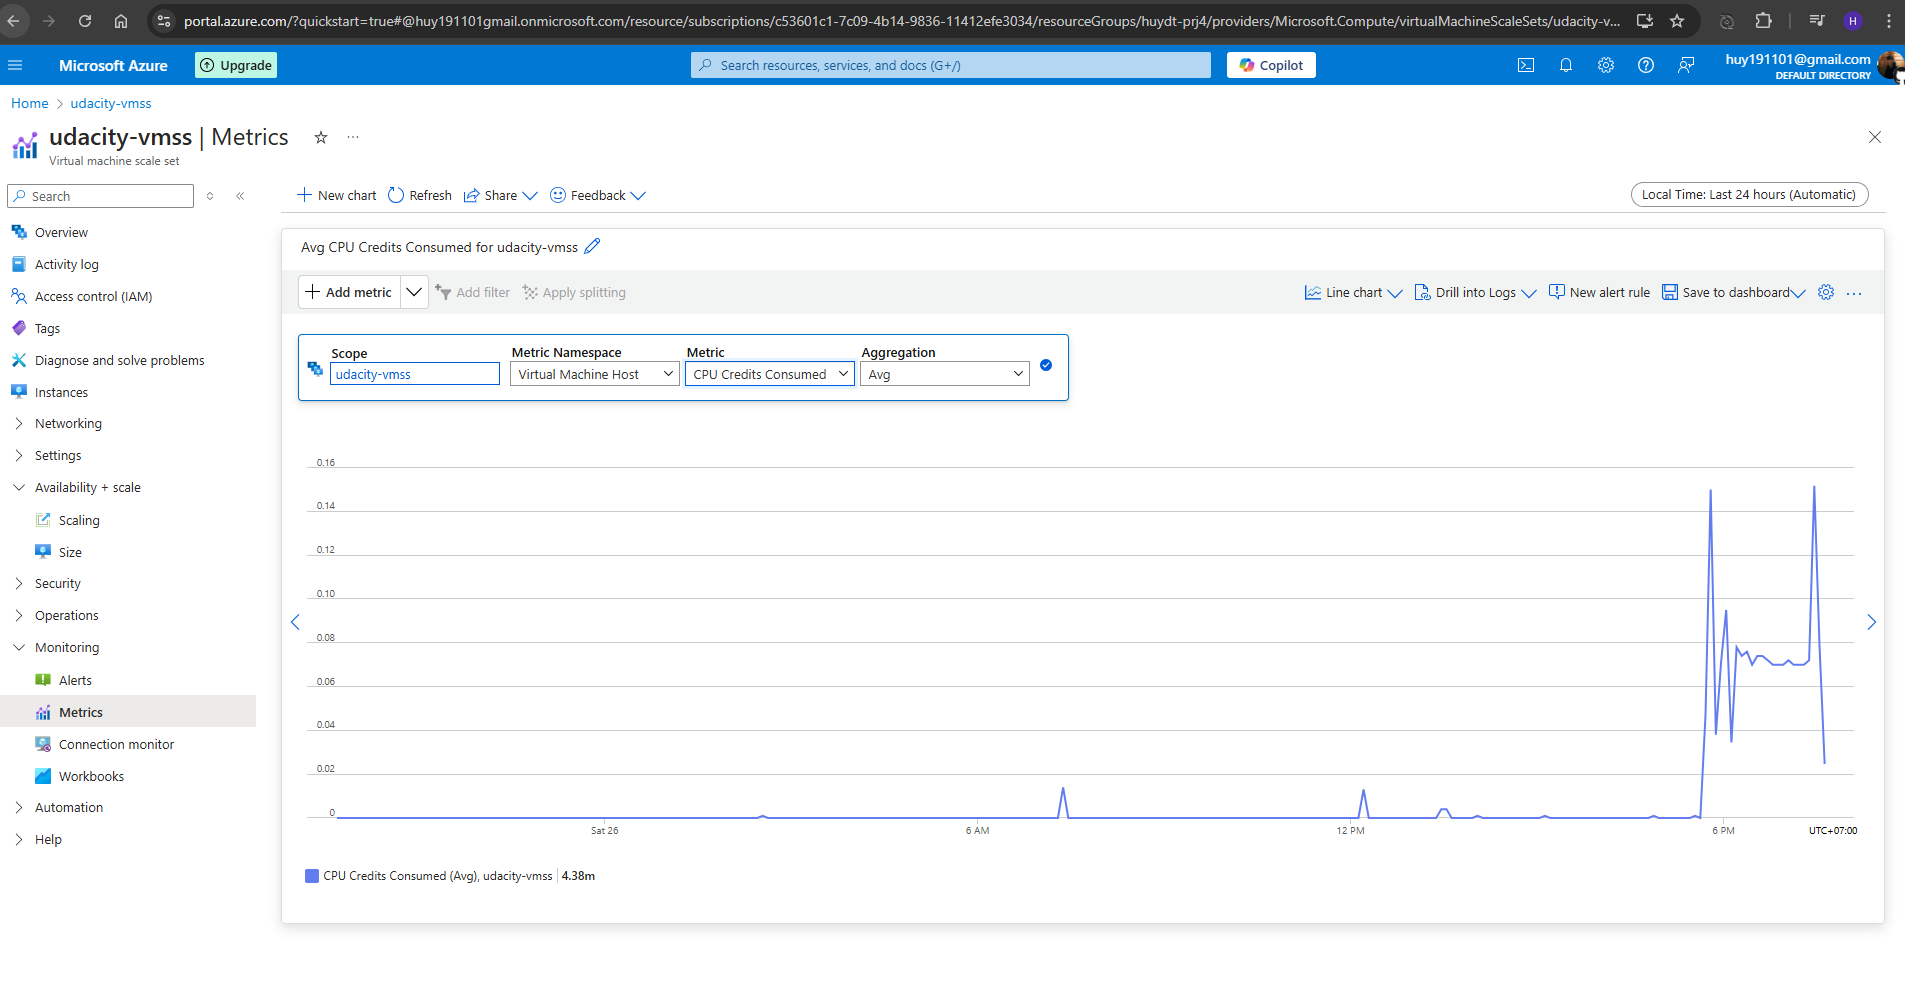 portal.azure.com/?quickstart=true#@huy191101gmail.onmicrosoft.com/resource/subscriptions/c53601c1-7c09-4b14-9836-11412efe3034/resourceGroups/huydt-prj4/providers/Microsoft.Compute/virtualMachineScaleSets/udacity-v...
H
Microsoft Azure
Upgrade
Search resources, services, and docs (G+/)
Copilot
huy191101@gmail.com
DEFAULT DIRECTORY
Home > udacity-vmss
udacity-vmss | Metrics
Virtual machine scale set
Search
New chart
Refresh
Share
Feedback
Local Time: Last 24 hours (Automatic)
Overview
Activity log
Access control (IAM)
Tags
Diagnose and solve problems
Instances
Networking
Settings
Availability + scale
Scaling
Size
Security
Operations
Monitoring
Alerts
Metrics
Connection monitor
Workbooks
Automation
Help
Avg CPU Credits Consumed for udacity-vmss
Add metric
Add filter
Apply splitting
Line chart
Drill into Logs
New alert rule
Save to dashboard
Scope
Metric Namespace
Metric
Aggregation
udacity-vmss
Virtual Machine Host
CPU Credits Consumed
Avg
0.16
0.14
0.12
0.10
0.08
0.06
0.04
0.02
0
Sat 26
6 AM
12 PM
6 PM
UTC+07:00
CPU Credits Consumed (Avg), udacity-vmss | 4.38m